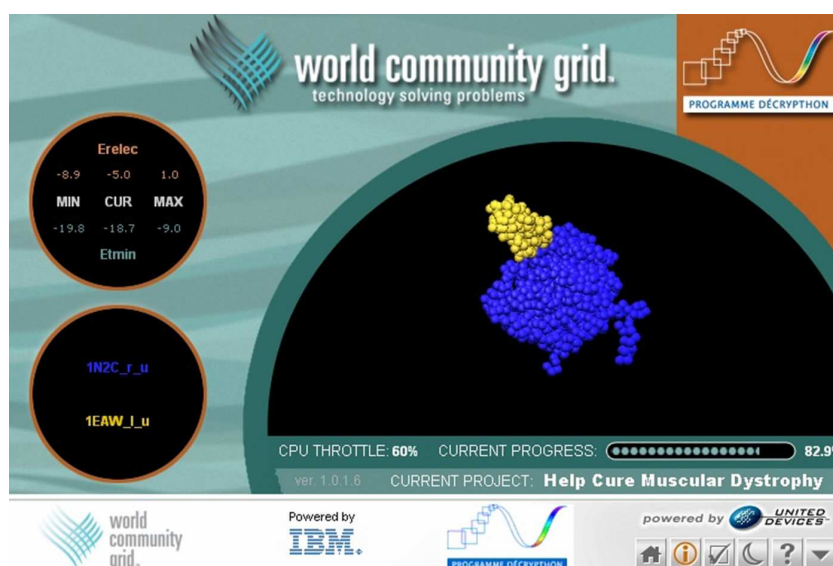 world community grid.
technology solving problems
PROGRAMME DÉCRYPTHON
Erelec
-8.9 -5.0 1.0
MIN CUR MAX
-19.8 -18.7 -9.0
Etmin
1N2C_r_u
1EAW_l_u
CPU THROTTLE: 60% CURRENT PROGRESS: 82.9%
ver. 1.0.1.6 CURRENT PROJECT: Help Cure Muscular Dystrophy
world
community
grid.
Powered by
IBM.
PROGRAMME DÉCRYPTHON
powered by UNITED DEVICES
?